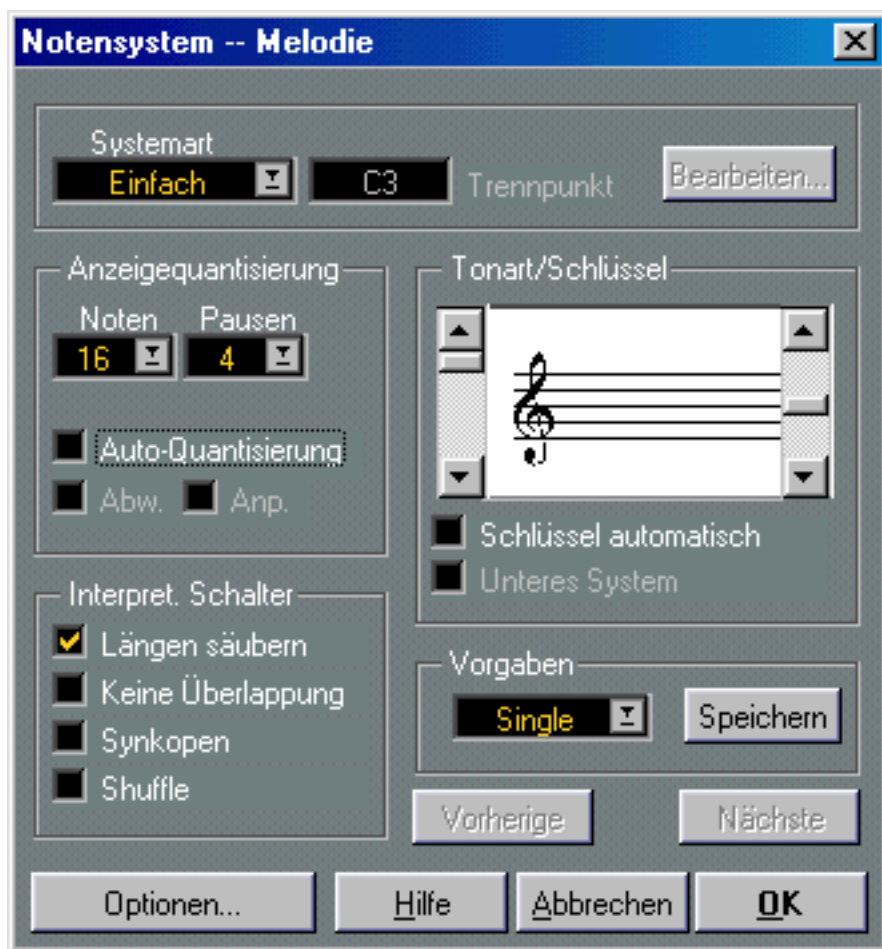 Notensystem -- Melodie
Systemart
Einfach C3 Trennpunkt Bearbeiten...
Anzeigequantisierung
Noten Pausen
16 4
Auto-Quantisierung
Abw. Anp.
Tonart/Schlüssel
Schlüssel automatisch
Unteres System
Interpret. Schalter
Längen säubern
Keine Überlappung
Synkopen
Shuffle
Vorgaben
Single Speichern
Vorherige Nächste
Optionen... Hilfe Abbrechen OK